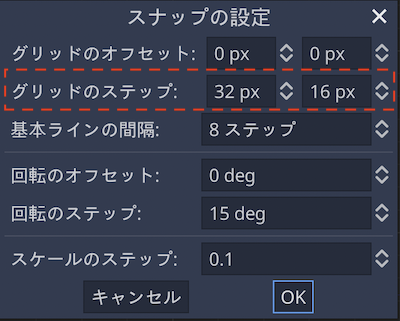 スナップの設定
グリッドのオフセット: 0 px 0 px
グリッドのステップ: 32 px 16 px
基本ラインの間隔: 8 ステップ
回転のオフセット: 0 deg
回転のステップ: 15 deg
スケールのステップ: 0.1
キャンセル OK